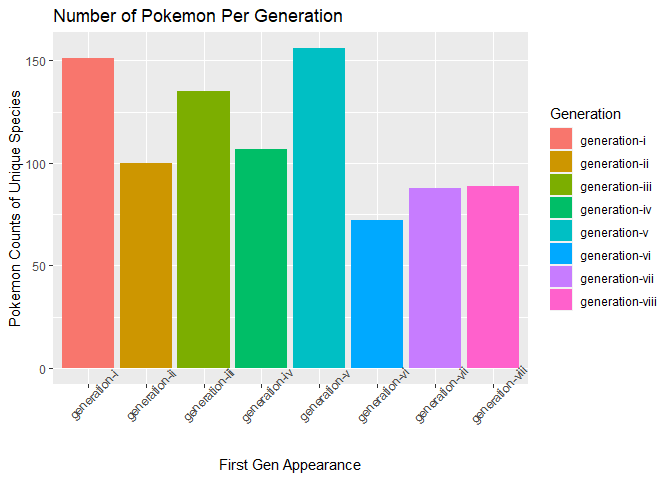 Number of Pokemon Per Generation
Pokemon Counts of Unique Species
150
100
50
0
generation-i
generation-ii
generation-iii
generation-iv
generation-v
generation-vi
generation-vii
generation-viii
First Gen Appearance
Generation
generation-i
generation-ii
generation-iii
generation-iv
generation-v
generation-vi
generation-vii
generation-viii